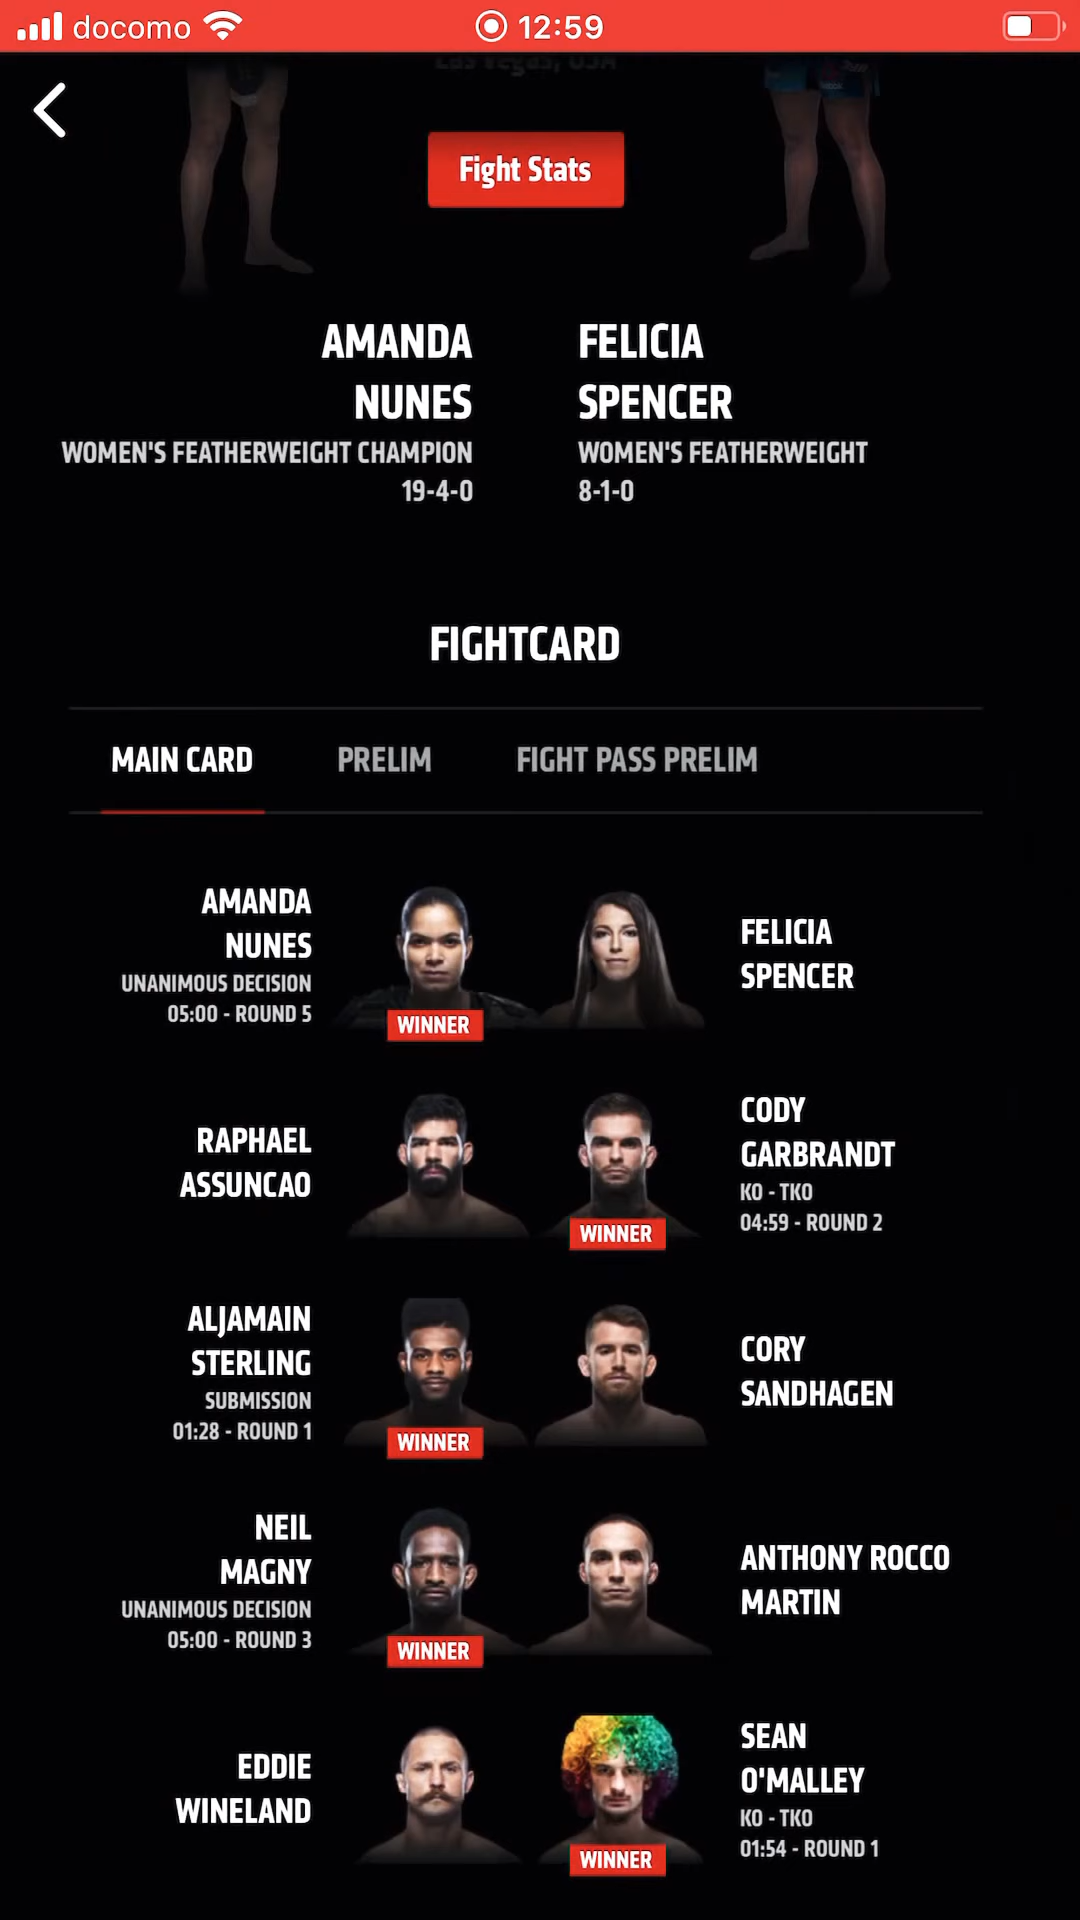 docomo 12:59
Las Vegas, USA
Fight Stats
AMANDA
NUNES
WOMEN'S FEATHERWEIGHT CHAMPION
19-4-0
FELICIA
SPENCER
WOMEN'S FEATHERWEIGHT
8-1-0
FIGHTCARD
MAIN CARD PRELIM FIGHT PASS PRELIM
AMANDA
NUNES
UNANIMOUS DECISION
05:00 - ROUND 5
WINNER
FELICIA
SPENCER
RAPHAEL
ASSUNCAO
CODY
GARBRANDT
KO - TKO
04:59 - ROUND 2
WINNER
ALJAMAIN
STERLING
SUBMISSION
01:28 - ROUND 1
WINNER
CORY
SANDHAGEN
NEIL
MAGNY
UNANIMOUS DECISION
05:00 - ROUND 3
WINNER
ANTHONY ROCCO
MARTIN
EDDIE
WINELAND
SEAN
O'MALLEY
KO - TKO
01:54 - ROUND 1
WINNER